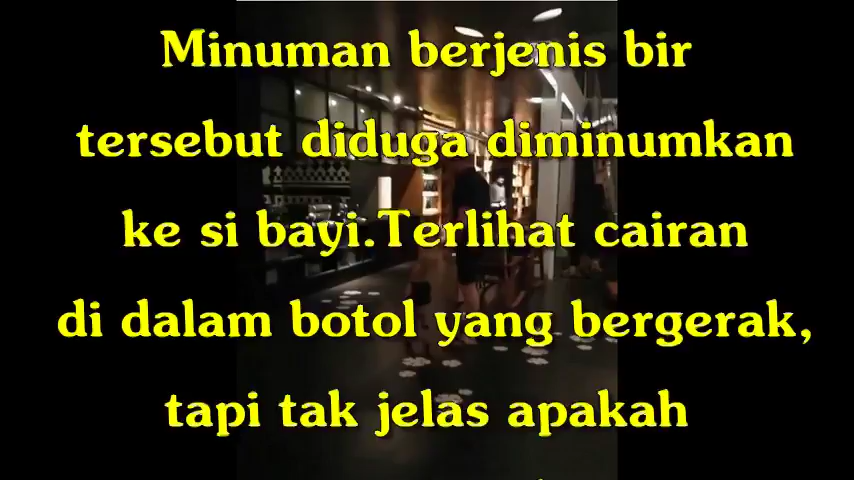 Minuman berjenis bir
tersebut diduga diminumkan
ke si bayi.Terlihat cairan
di dalam botol yang bergerak,
tapi tak jelas apakah